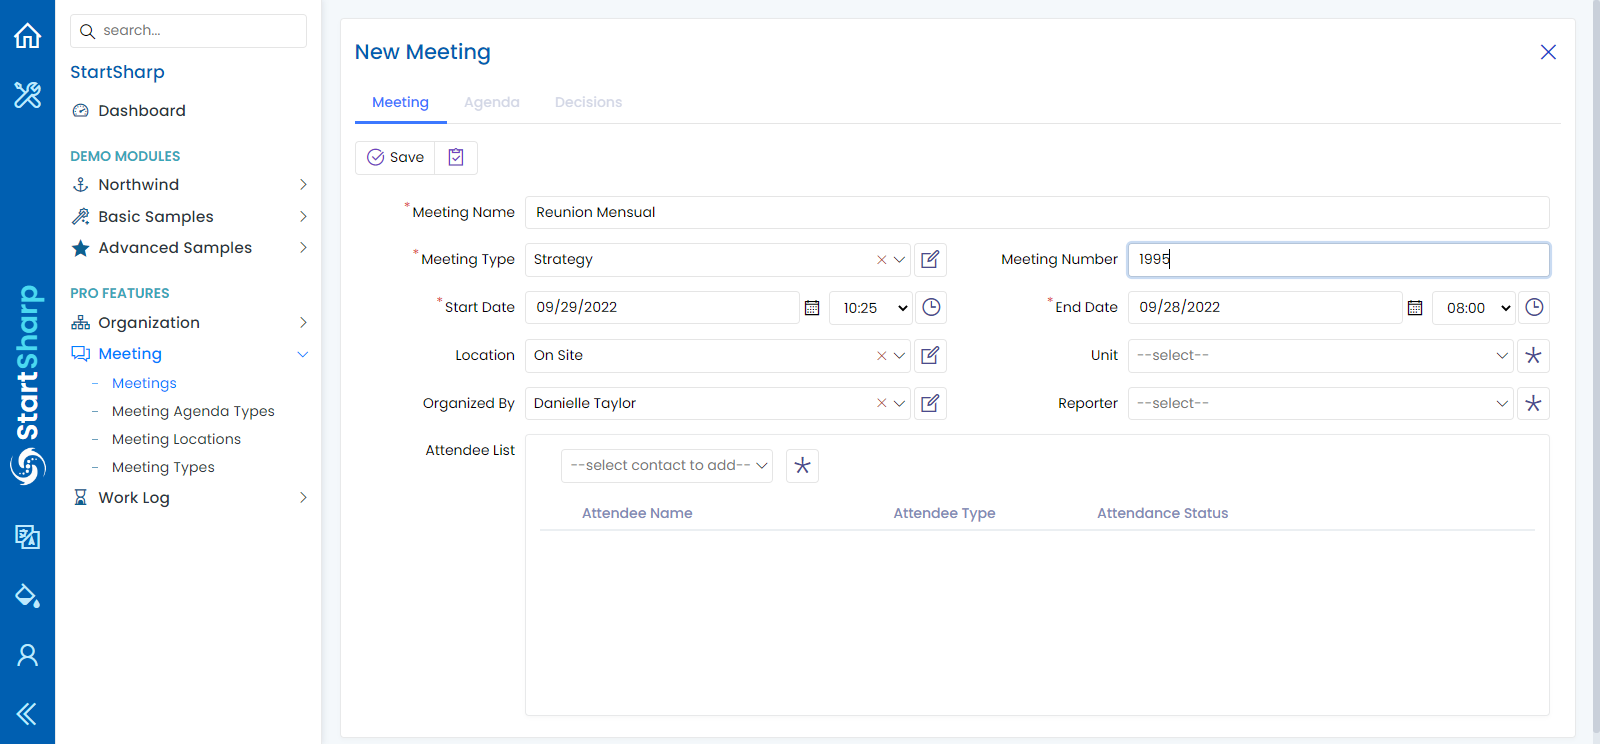 search...
StartSharp
Dashboard
DEMO MODULES
Northwind
Basic Samples
Advanced Samples
PRO FEATURES
Organization
Meeting
- Meetings
- Meeting Agenda Types
- Meeting Locations
- Meeting Types
Work Log
StartSharp
New Meeting
Meeting Agenda Decisions
Save
*Meeting Name Reunion Mensual
*Meeting Type Strategy Meeting Number 1995
*Start Date 09/29/2022 10:25 *End Date 09/28/2022 08:00
Location On Site Unit --select--
Organized By Danielle Taylor Reporter --select--
Attendee List
--select contact to add--
Attendee Name Attendee Type Attendance Status